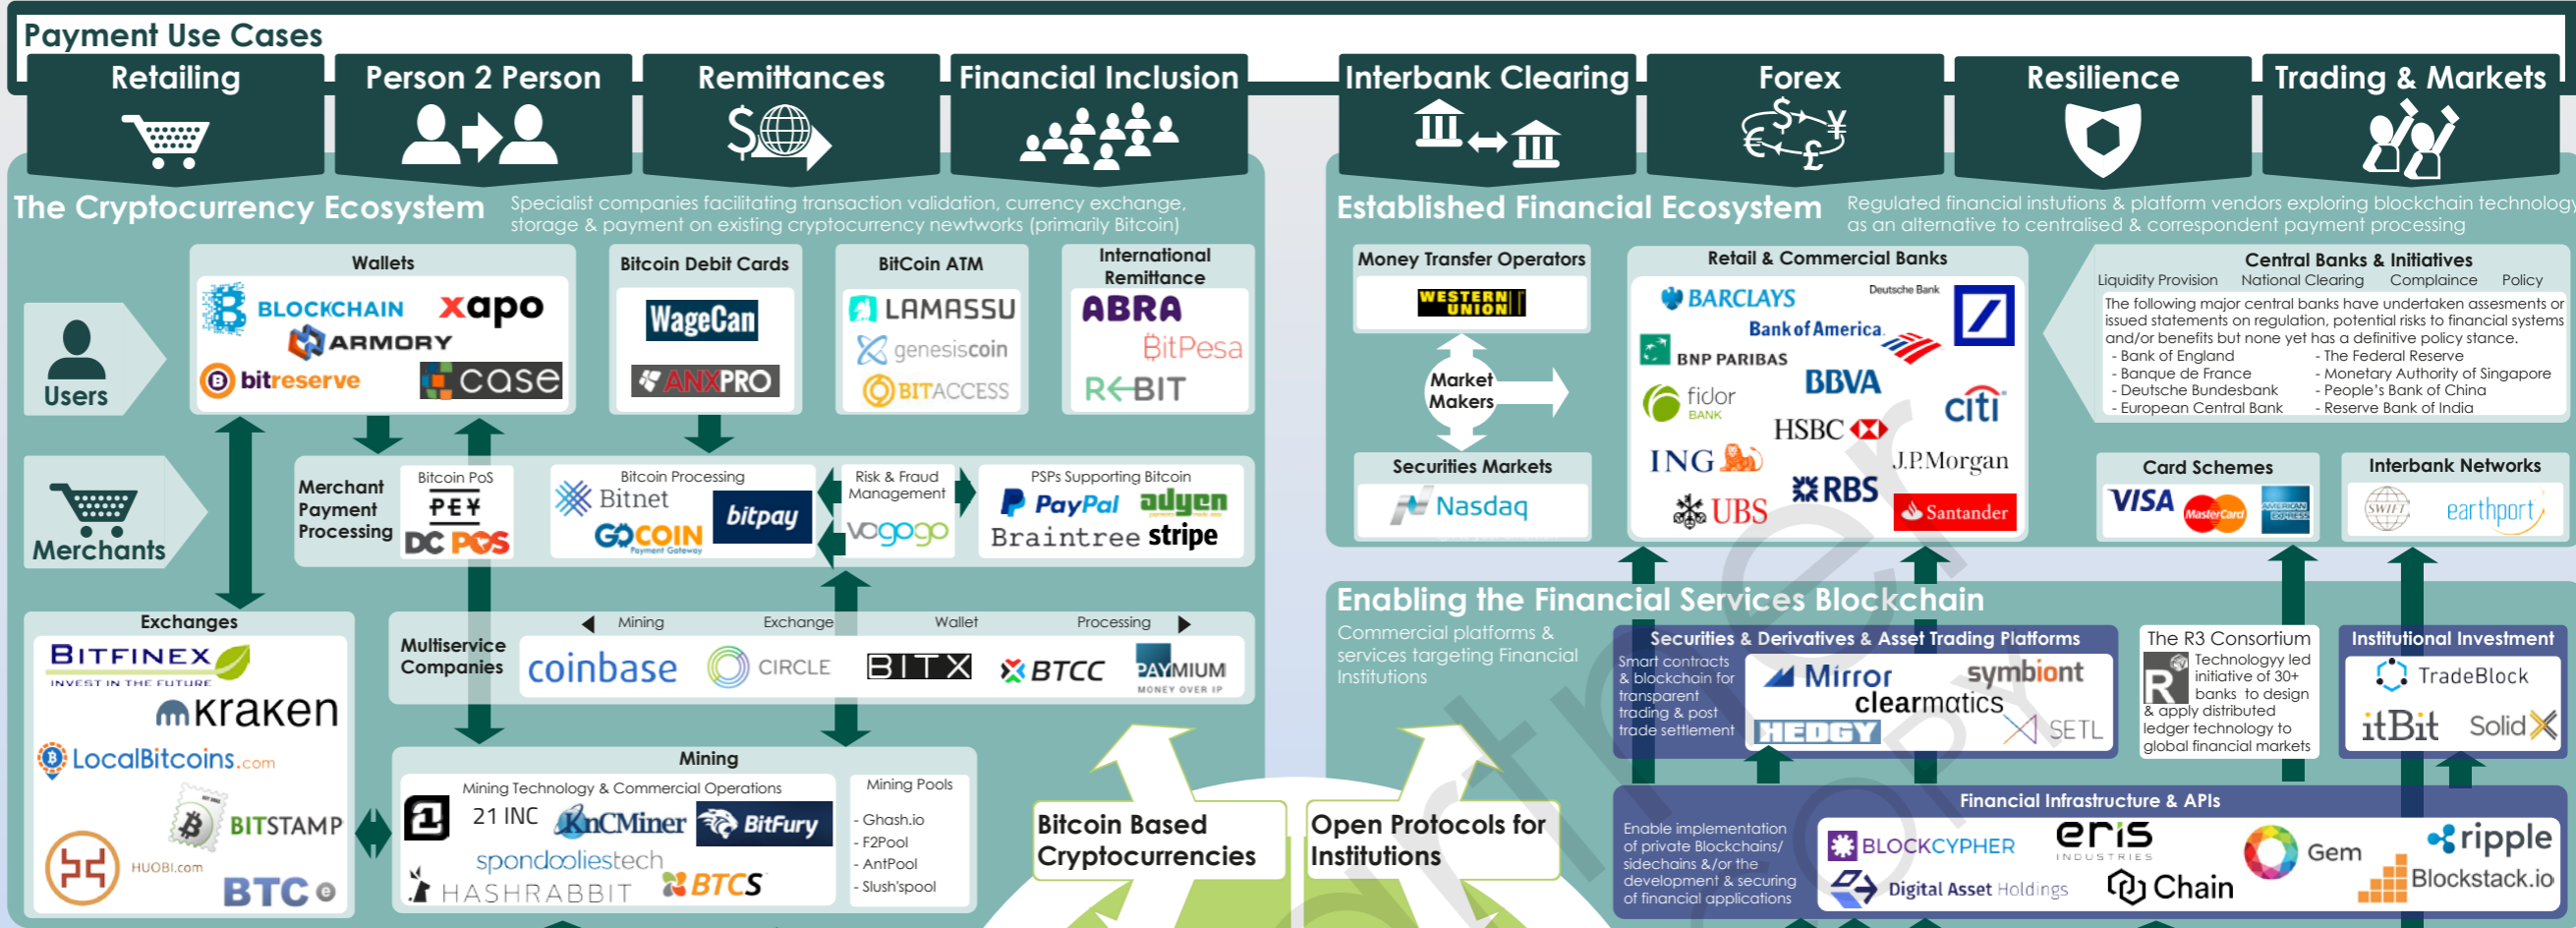 Payment Use Cases
Retailing
Person 2 Person
Remittances
Financial Inclusion
Interbank Clearing
Forex
Resilience
Trading & Markets
The Cryptocurrency Ecosystem
Specialist companies facilitating transaction validation, currency exchange,
storage & payment on existing cryptocurrency newtworks (primarily Bitcoin)
Users
Wallets
BLOCKCHAIN
xapo
ARMORY
bitreserve
case
Bitcoin Debit Cards
WageCan
ANXPRO
BitCoin ATM
LAMASSU
genesiscoin
BITACCESS
International
Remittance
ABRA
BitPesa
REBIT
Merchants
Merchant
Payment
Processing
Bitcoin PoS
PEY
DC POS
Bitcoin Processing
Bitnet
GOCOIN
Payment Gateway
bitpay
Risk & Fraud
Management
vogogo
PSPs Supporting Bitcoin
PayPal
adyen
Braintree
stripe
Exchanges
BITFINEX
INVEST IN THE FUTURE
kraken
LocalBitcoins.com
BITSTAMP
HUOBI.com
BTC e
Multiservice
Companies
Mining
Exchange
Wallet
Processing
coinbase
CIRCLE
BITX
BTCC
PAYMIUM
MONEY OVER IP
Mining
Mining Technology & Commercial Operations
21 INC
KnCMiner
BitFury
spondooliestech
HASHRABBIT
BTCS
Mining Pools
- Ghash.io
- F2Pool
- AntPool
- Slush'spool
Bitcoin Based
Cryptocurrencies
Open Protocols for
Institutions
Established Financial Ecosystem
Regulated financial instutions & platform vendors exploring blockchain technology
as an alternative to centralised & correspondent payment processing
Money Transfer Operators
WESTERN
UNION
Market
Makers
Securities Markets
Nasdaq
Retail & Commercial Banks
BARCLAYS
Deutsche Bank
Bank of America
BNP PARIBAS
BBVA
fidor
BANK
citi
HSBC
ING
J.P.Morgan
RBS
UBS
Santander
Central Banks & Initiatives
Liquidity Provision
National Clearing
Complaince
Policy
The following major central banks have undertaken assesments or
issued statements on regulation, potential risks to financial systems
and/or benefits but none yet has a definitive policy stance.
- Bank of England
- Banque de France
- Deutsche Bundesbank
- European Central Bank
- The Federal Reserve
- Monetary Authority of Singapore
- People's Bank of China
- Reserve Bank of India
Card Schemes
VISA
MasterCard
AMERICAN
EXPRESS
Interbank Networks
SWIFT
earthport
Enabling the Financial Services Blockchain
Commercial platforms &
services targeting Financial
Institutions
Securities & Derivatives & Asset Trading Platforms
Smart contracts
& blockchain for
transparent
trading & post
trade settlement
Mirror
symbiont
clearmatics
HEDGY
SETL
The R3 Consortium
R
Technologyy led
initiative of 30+
banks to design
& apply distributed
ledger technology to
global financial markets
Institutional Investment
TradeBlock
itBit
SolidX
Financial Infrastructure & APIs
Enable implementation
of private Blockchains/
sidechains &/or the
development & securing
of financial applications
BLOCKCYPHER
eris
INDUSTRIES
Gem
ripple
Digital Asset Holdings
Chain
Blockstack.io